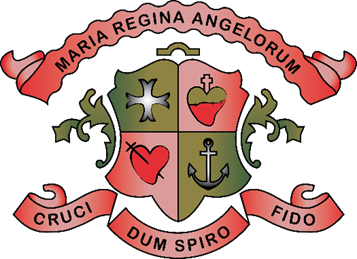 MARIA REGINA ANGELORUM
CRUCI
DUM SPIRO
FIDO